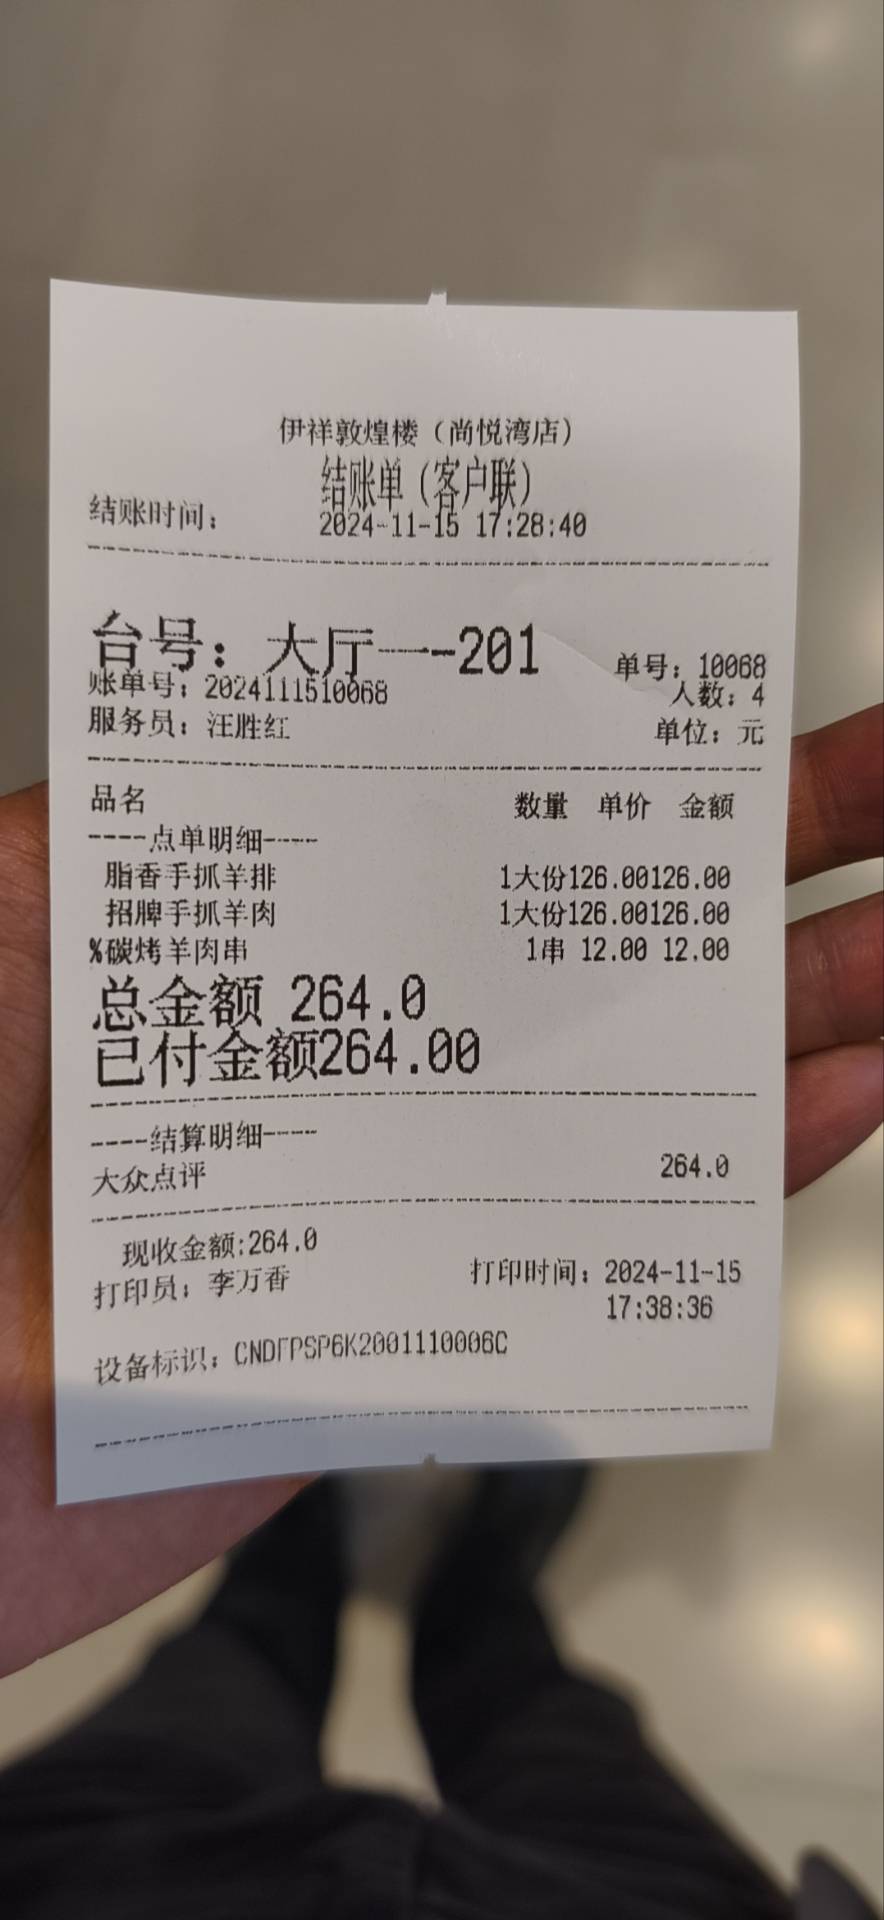 伊祥敦煌楼（尚悦湾店）
结账单（客户联）
结账时间： 2024-11-15 17:28:40
台号：大厅一-201 单号：10068
账单号：2024111510068 人数：4
服务员：汪胜红 单位：元
品名 数量 单价 金额
----点单明细----
脂香手抓羊排 1大份126.00126.00
招牌手抓羊肉 1大份126.00126.00
%碳烤羊肉串 1串 12.00 12.00
总金额 264.0
已付金额264.00
----结算明细----
大众点评 264.0
现收金额:264.0
打印员：李万香 打印时间：2024-11-15
17:38:36
设备标识：CNDFPSP6K2001110006C